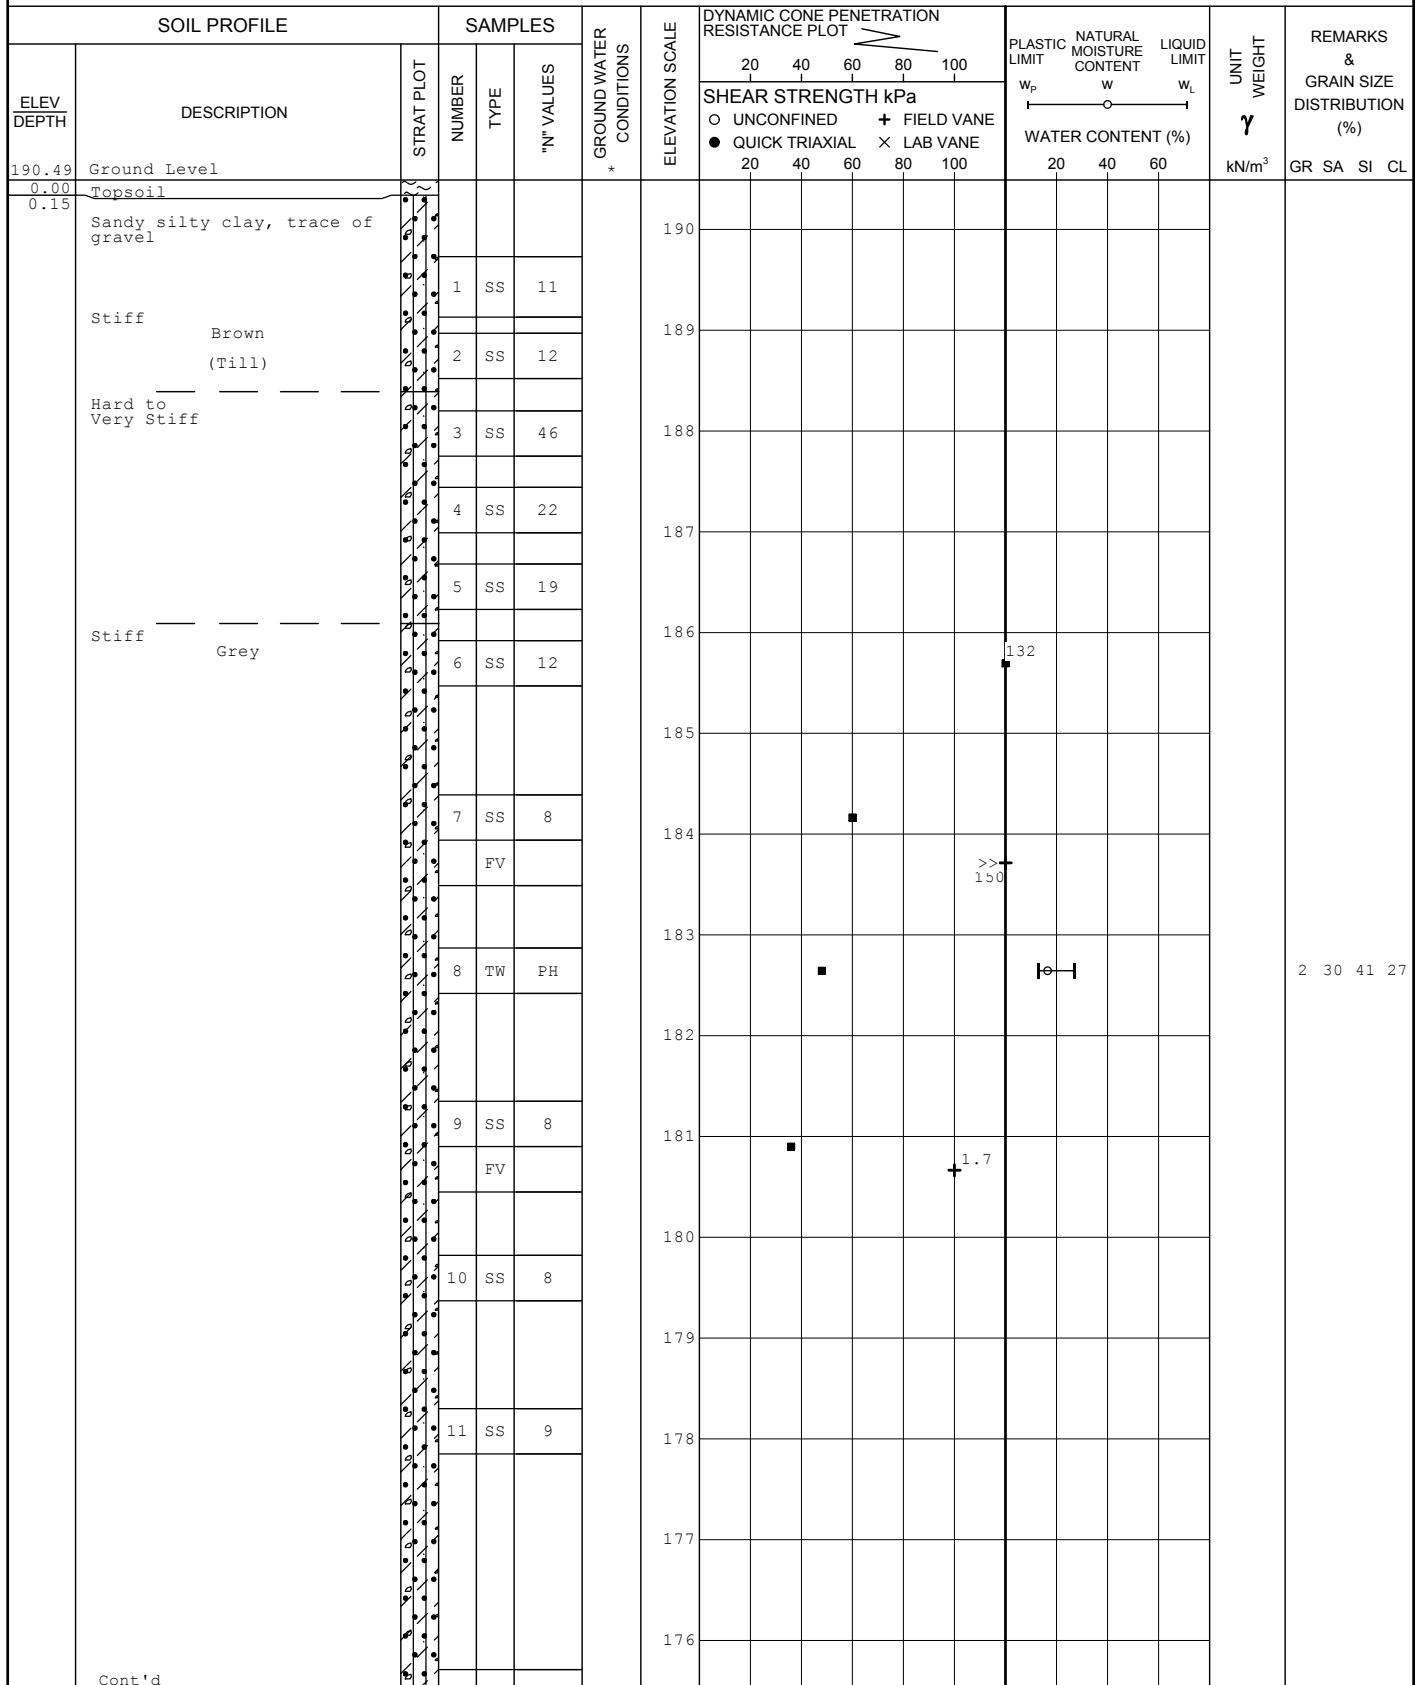 SOIL PROFILE
SAMPLES
GROUND WATER
CONDITIONS
*
ELEVATION SCALE
DYNAMIC CONE PENETRATION
RESISTANCE PLOT
20 40 60 80 100
SHEAR STRENGTH kPa
O UNCONFINED + FIELD VANE
● QUICK TRIAXIAL × LAB VANE
20 40 60 80 100
PLASTIC LIMIT
NATURAL MOISTURE CONTENT
LIQUID LIMIT
WP W WL
WATER CONTENT (%)
20 40 60
UNIT
WEIGHT
γ
kN/m³
REMARKS
&
GRAIN SIZE
DISTRIBUTION
(%)
GR SA SI CL
ELEV
DEPTH
DESCRIPTION
STRAT PLOT
NUMBER
TYPE
"N" VALUES
190.49 Ground Level
0.00 Topsoil
0.15
Sandy silty clay, trace of
gravel
190
1 SS 11
Stiff
189
Brown
2 SS 12
(Till)
Hard to
Very Stiff
3 SS 46
188
4 SS 22
187
5 SS 19
186
Stiff
Grey
6 SS 12
132
185
7 SS 8
184
FV
>>
150
183
8 TW PH
2 30 41 27
182
9 SS 8
181
FV
1.7
180
10 SS 8
179
11 SS 9
178
177
176
Cont'd